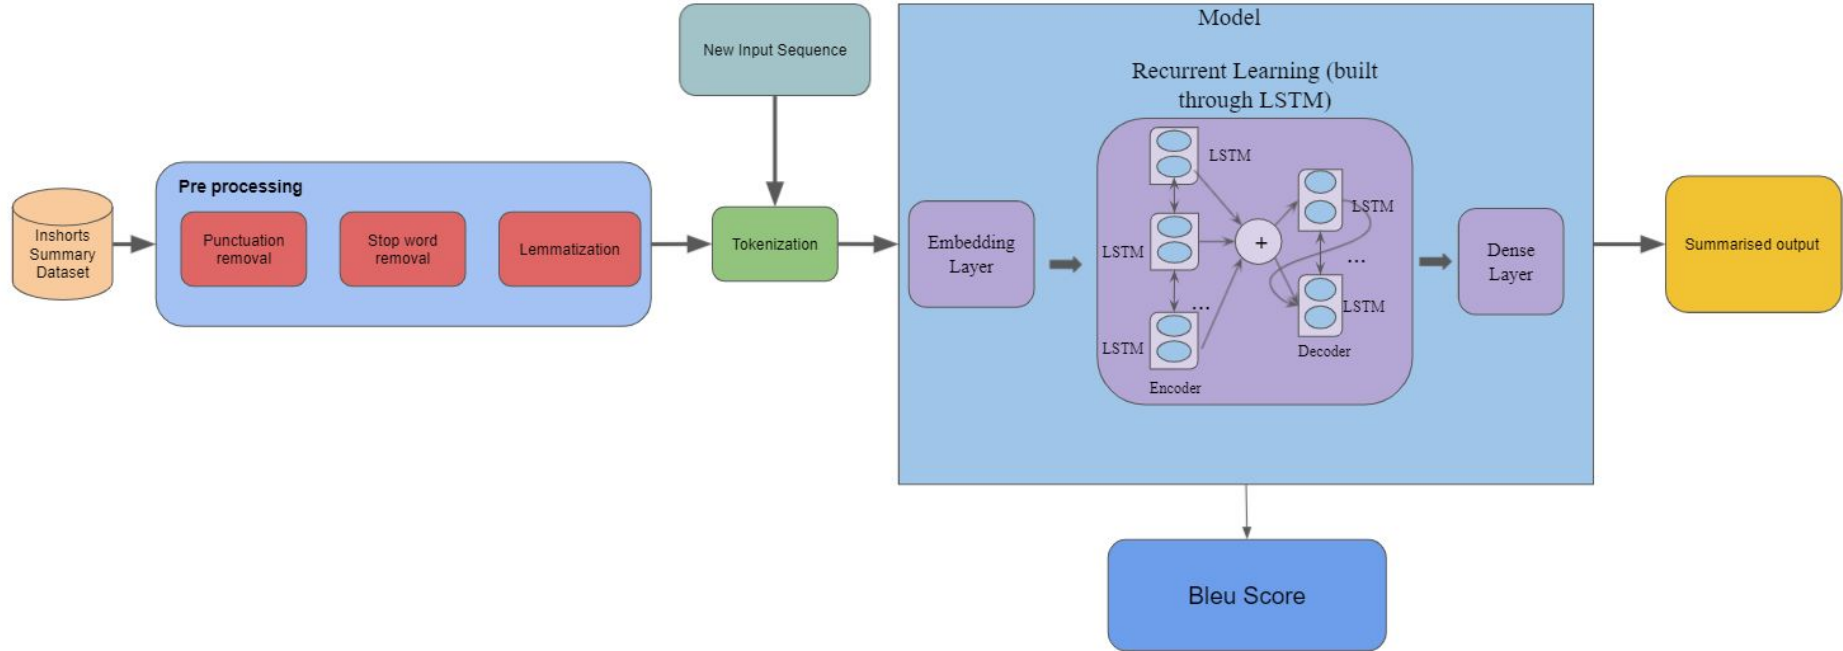 New Input Sequence
Model
Recurrent Learning (built
through LSTM)
Pre processing
Inshorts
Summary
Dataset
Punctuation
removal
Stop word
removal
Lemmatization
Tokenization
Embedding
Layer
LSTM
LSTM
...
LSTM
Encoder
+
LSTM
...
LSTM
Decoder
Dense
Layer
Summarised output
Bleu Score